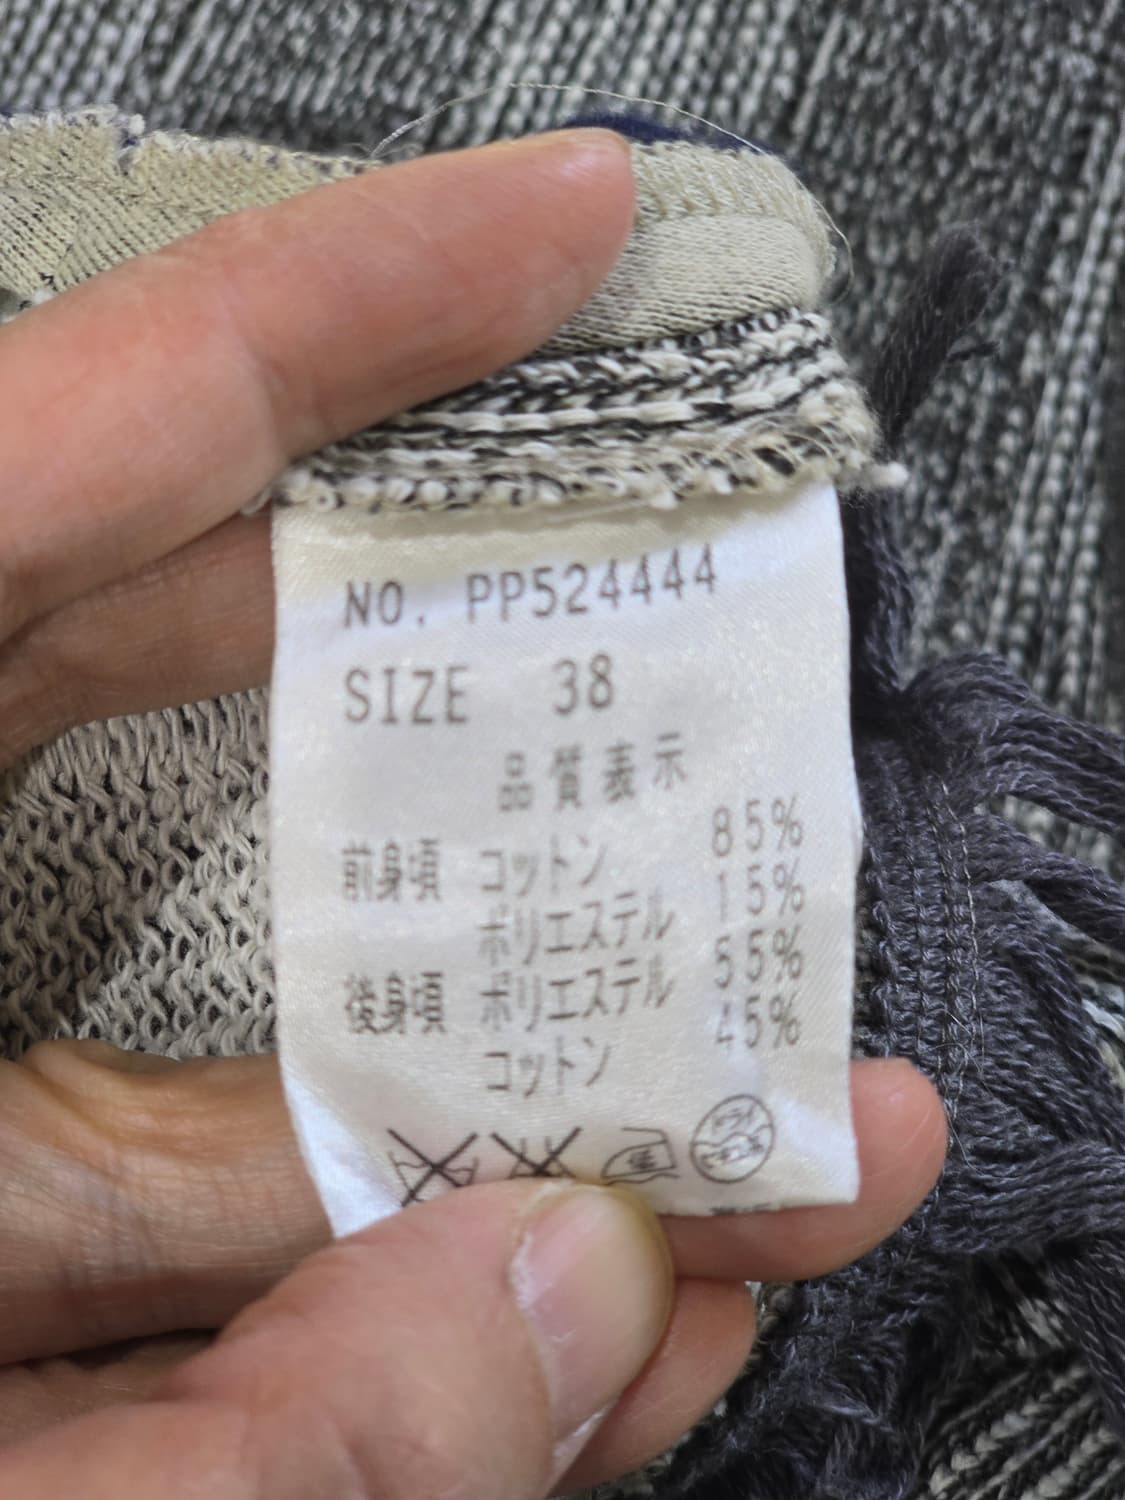 NO. PP524444
SIZE 38
品質表示
前身頃 コットン 85%
ポリエステル 15%
後身頃 ポリエステル 55%
コットン 45%